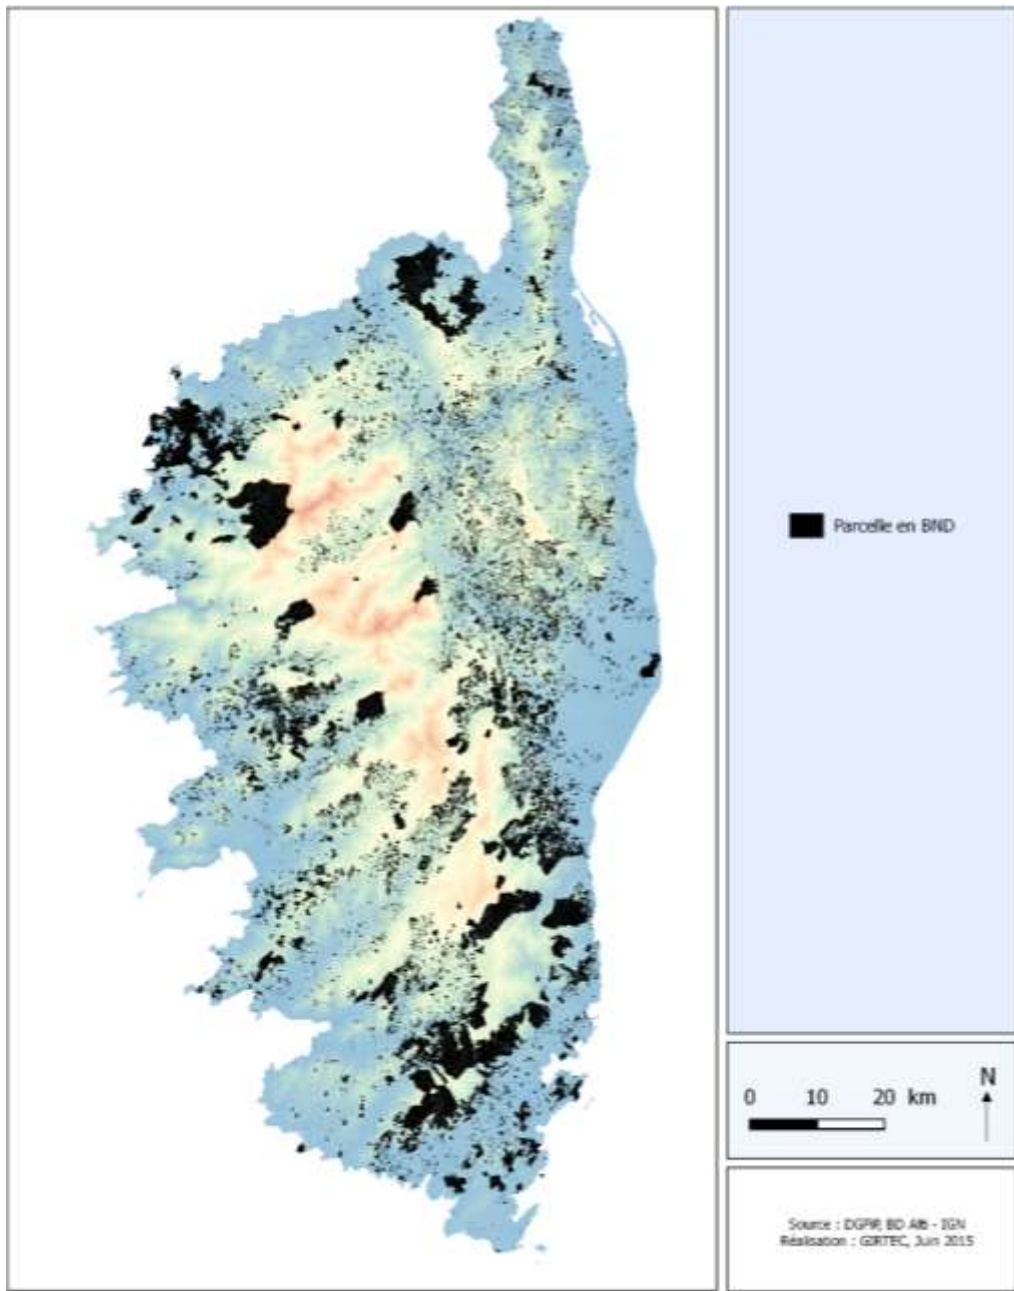 Parcelle en BND
0 10 20 km
N
Source : DGFIP, BD Alti - IGN
Réalisation : GIRTEC, Juin 2015